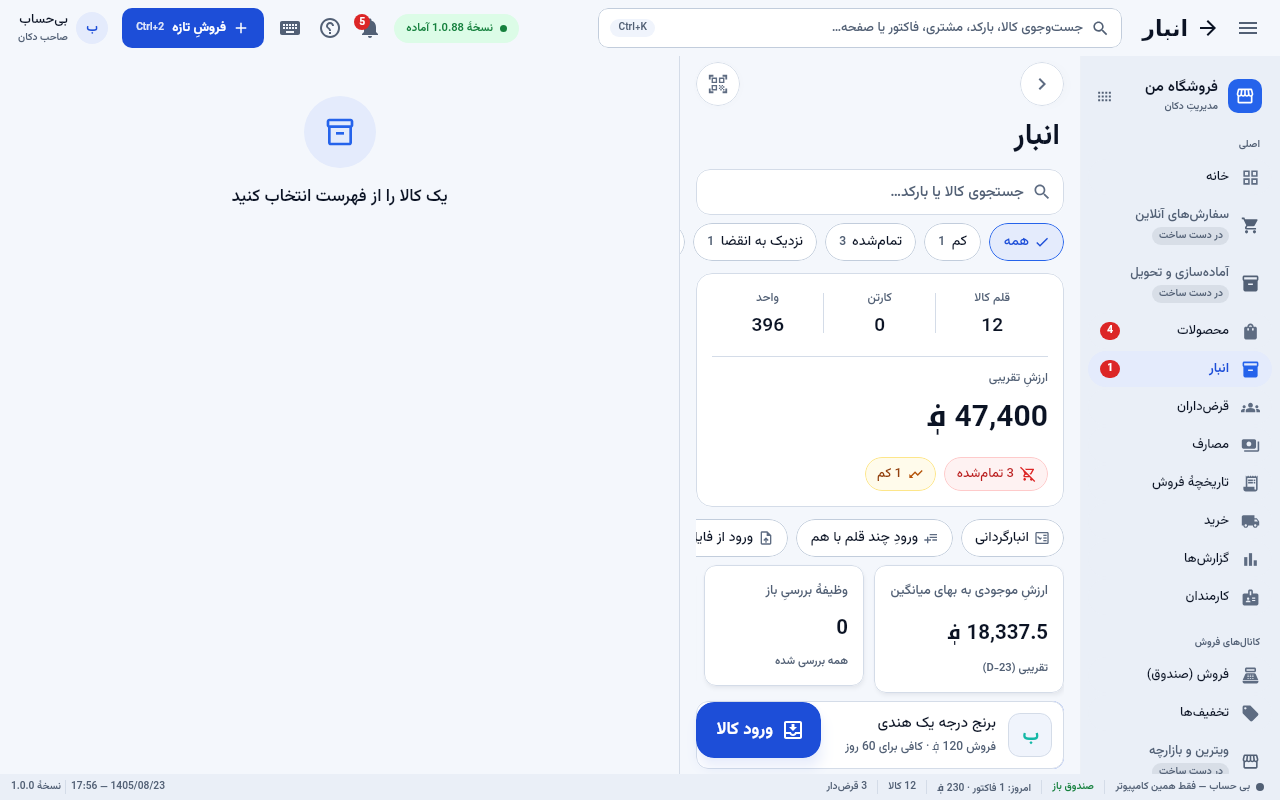 انبار
جست‌وجوی کالا، بارکد، مشتری، فاکتور یا صفحه…
Ctrl+K
نسخهٔ 1.0.88 آماده
5
فروشِ تازه
Ctrl+2
ب
بی‌حساب
صاحب دکان
فروشگاه من
مدیریتِ دکان
اصلی
خانه
سفارش‌های آنلاین
در دست ساخت
آماده‌سازی و تحویل
در دست ساخت
محصولات
4
انبار
1
قرض‌داران
مصارف
تاریخچهٔ فروش
خرید
گزارش‌ها
کارمندان
کانال‌های فروش
فروش (صندوق)
تخفیف‌ها
ویترین و بازارچه
در دست ساخت
انبار
جستجوی کالا یا بارکد…
همه
کم 1
تمام‌شده 3
نزدیک به انقضا 1
قلم کالا
12
کارتن
0
واحد
396
ارزشِ تقریبی
47,400 ؋
3 تمام‌شده
1 کم
انبارگردانی
ورودِ چند قلم با هم
ورود از فایل
ارزشِ موجودی به بهای میانگین
18,337.5 ؋
تقریبی (D-23)
وظیفهٔ بررسیِ باز
0
همه بررسی شده
ب
برنج درجه یک هندی
فروش 120 ؋ · کافی برای 60 روز
ورود کالا
یک کالا را از فهرست انتخاب کنید
بی حساب — فقط همین کامپیوتر
صندوق باز
امروز: 1 فاکتور · 230 ؋
12 کالا
3 قرض‌دار
1405/08/23 — 17:56
نسخهٔ 1.0.0